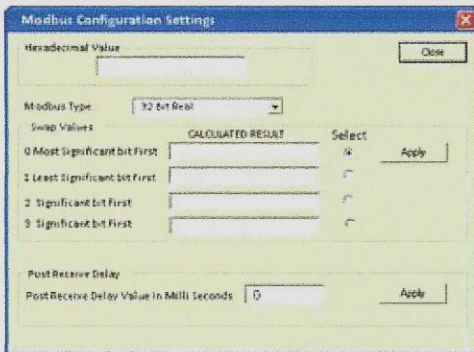 Modbus Configuration Settings
Hexadecimal Value
Close
Modbus Type:
32 Bit Real
Swap Values
CALCULATED RESULT
Select
0 Most Significant bit First
Apply
1 Least Significant bit First
2 Significant bit First
3 Significant bit First
Post Receive Delay
Post Receive Delay Value In Milli Seconds
0
Apply